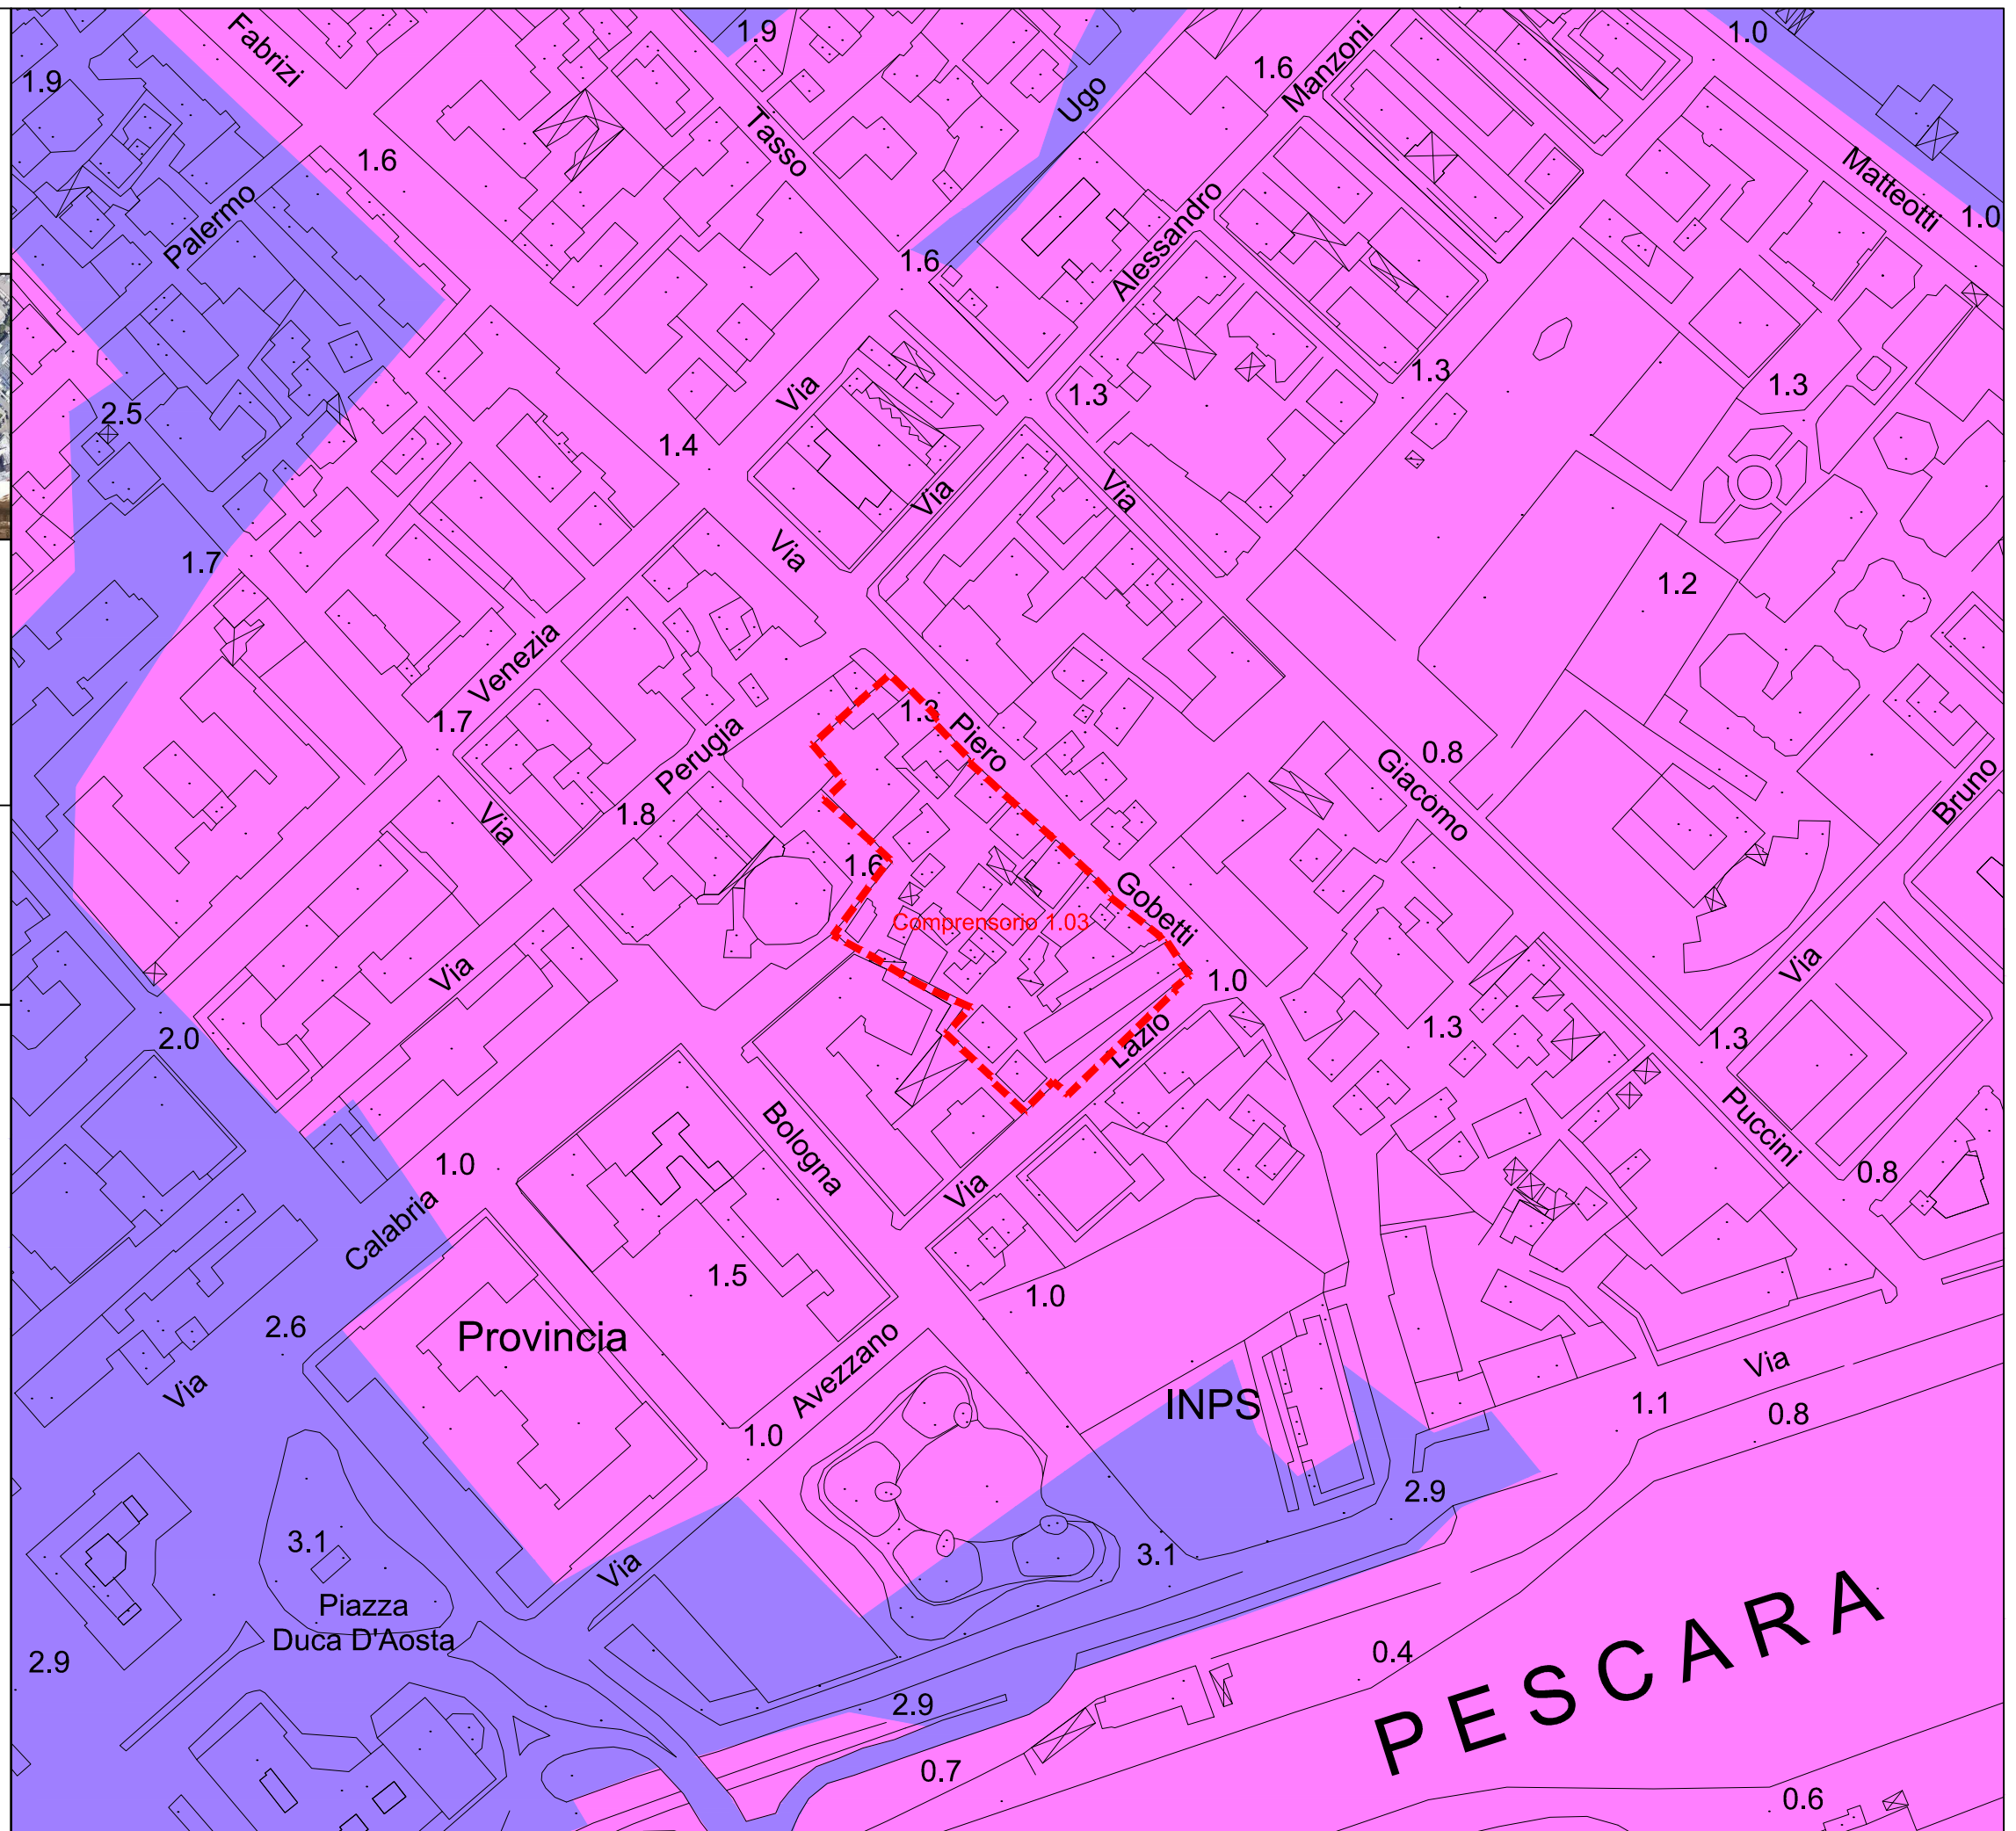 Fabrizi
1.9
1.0
1.9
1.6
Manzoni
Ugo
Tasso
1.6
Matteotti
Palermo
1.0
Alessandro
1.6
1.3
1.3
1.3
Via
2.5
1.4
Via
Via
Via
1.7
1.2
Venezia
1.7
1.3
Piero
Perugia
0.8
Giacomo
Bruno
1.8
Via
1.6
Gobetti
Comprensorio 1.03
Via
Via
1.0
2.0
Lazio
1.3
1.3
Bologna
Puccini
1.0
0.8
Via
Calabria
1.5
1.0
2.6
Provincia
Avezzano
Via
Via
INPS
1.1
0.8
1.0
2.9
3.1
3.1
Via
Piazza
Duca D'Aosta
2.9
0.4
PESCARA
2.9
0.7
0.6